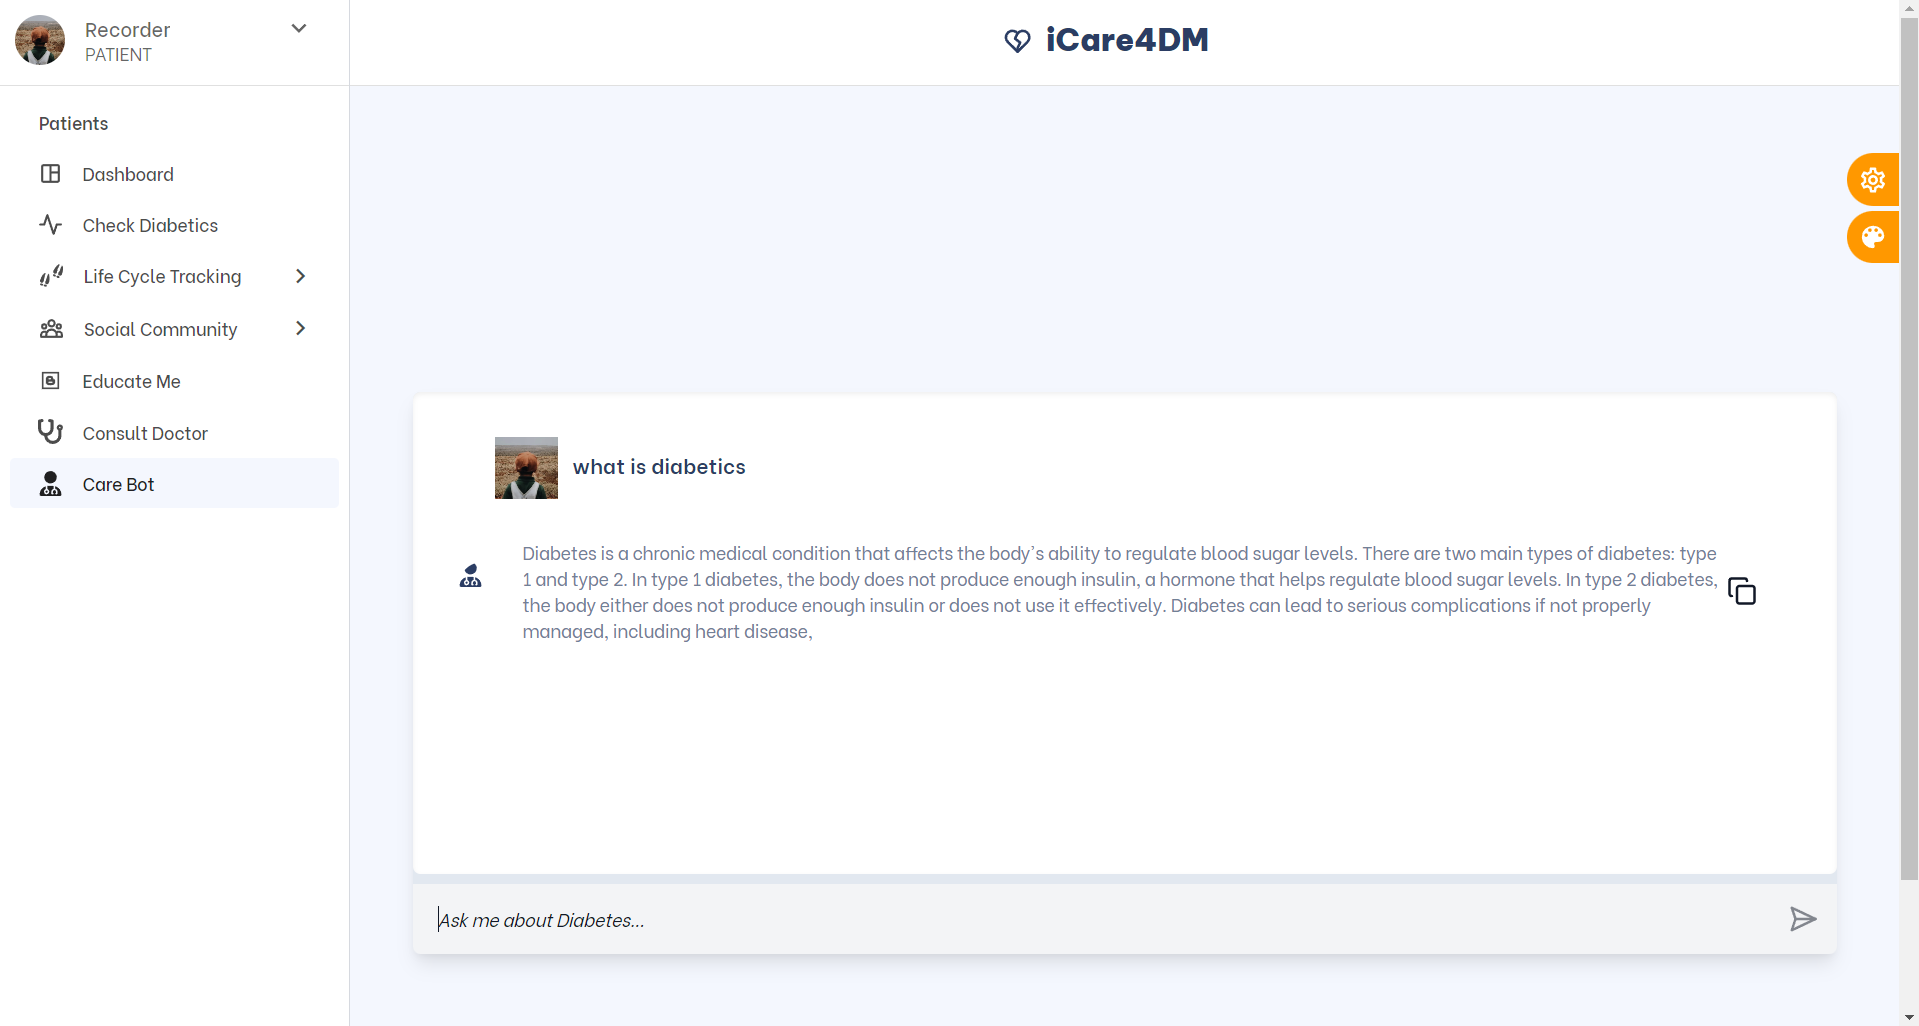 Recorder
PATIENT
iCare4DM
Patients
Dashboard
Check Diabetics
Life Cycle Tracking
Social Community
Educate Me
Consult Doctor
Care Bot
what is diabetics
Diabetes is a chronic medical condition that affects the body's ability to regulate blood sugar levels. There are two main types of diabetes: type
1 and type 2. In type 1 diabetes, the body does not produce enough insulin, a hormone that helps regulate blood sugar levels. In type 2 diabetes,
the body either does not produce enough insulin or does not use it effectively. Diabetes can lead to serious complications if not properly
managed, including heart disease,
Ask me about Diabetes...